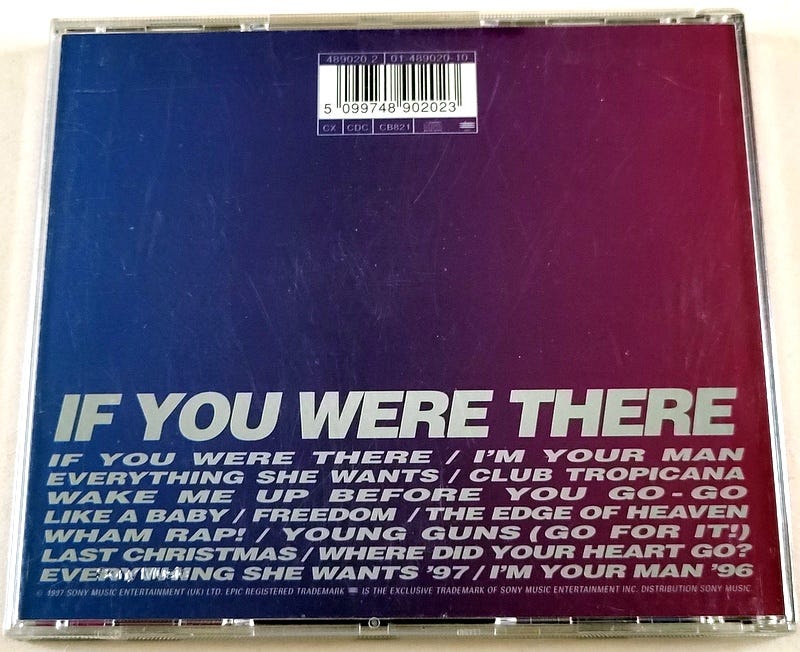 489020 2 01-489020-10
5 099748 902023
CX CDC CB821
IF YOU WERE THERE
IF YOU WERE THERE / I'M YOUR MAN
EVERYTHING SHE WANTS / CLUB TROPICANA
WAKE ME UP BEFORE YOU GO-GO
LIKE A BABY / FREEDOM / THE EDGE OF HEAVEN
WHAM RAP! / YOUNG GUNS (GO FOR IT!)
LAST CHRISTMAS / WHERE DID YOUR HEART GO?
SHE WANTS '97 / I'M YOUR MAN '96
© 1997 SONY MUSIC ENTERTAINMENT (UK) LTD. EPIC REGISTERED TRADEMARK IS THE EXCLUSIVE TRADEMARK OF SONY MUSIC ENTERTAINMENT INC. DISTRIBUTION SONY MUSIC.